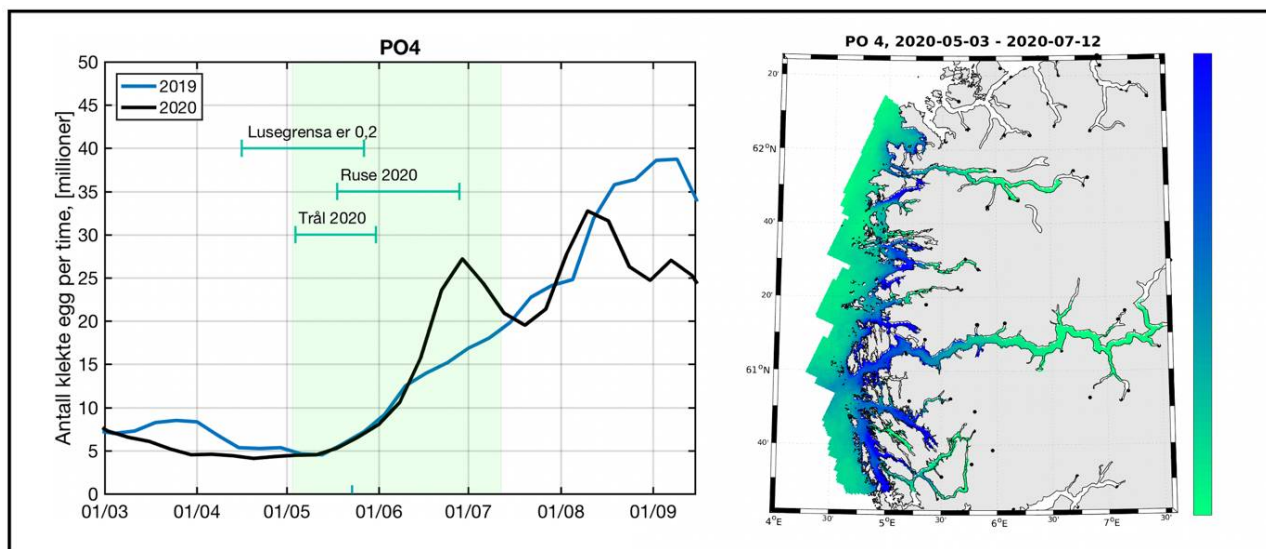 PO4
Antall klekte egg per time, [millioner]
50
45
40
35
30
25
20
15
10
5
0
2019
2020
Lusegrensa er 0,2
Ruse 2020
Trål 2020
01/03 01/04 01/05 01/06 01/07 01/08 01/09
PO 4, 2020-05-03 - 2020-07-12
20'
62°N
40'
20'
61°N
40'
4°E 30' 5°E 30' 6°E 30' 7°E 30'